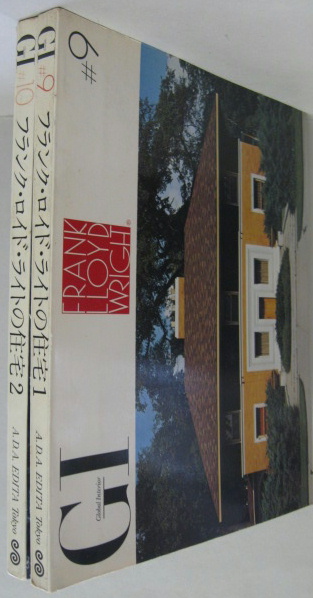 GI #10 フランク・ロイド・ライトの住宅 2 A.D.A. EDITA Tokyo
GI #9 フランク・ロイド・ライトの住宅 1 A.D.A. EDITA Tokyo
GI
Global Interior
FRANK
LLOYD
WRIGHT®
#9